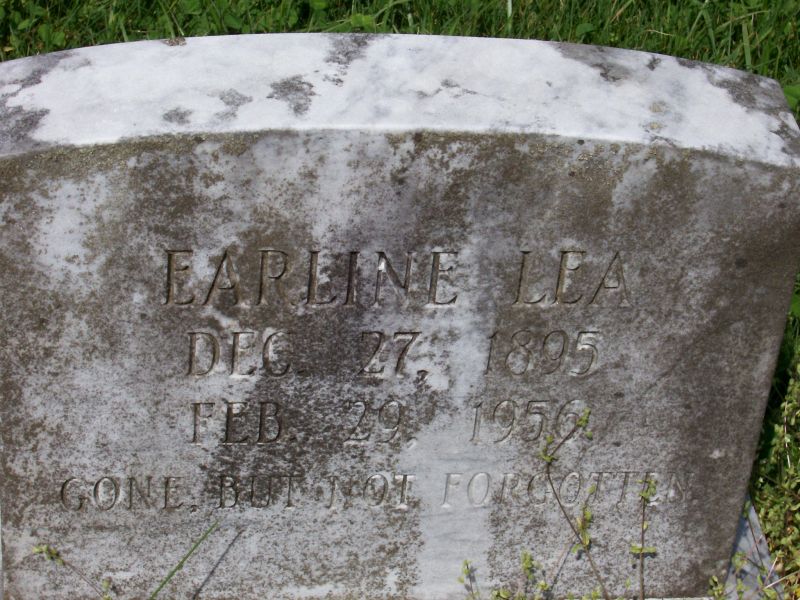 EARLINE LEA
DEC. 27, 1895
FEB. 29, 1956
GONE, BUT NOT FORGOTTEN